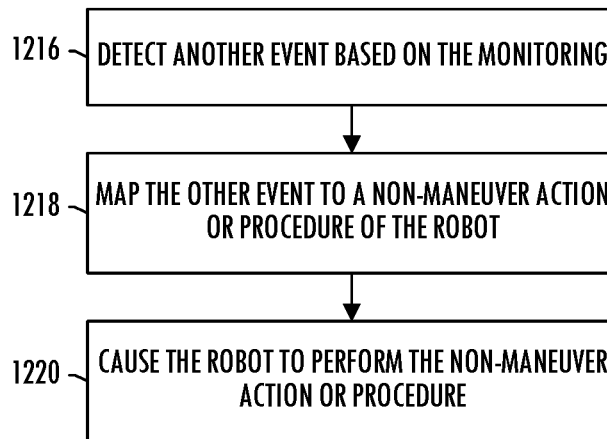 1216
DETECT ANOTHER EVENT BASED ON THE MONITORING
1218
MAP THE OTHER EVENT TO A NON-MANEUVER ACTION
OR PROCEDURE OF THE ROBOT
1220
CAUSE THE ROBOT TO PERFORM THE NON-MANEUVER
ACTION OR PROCEDURE